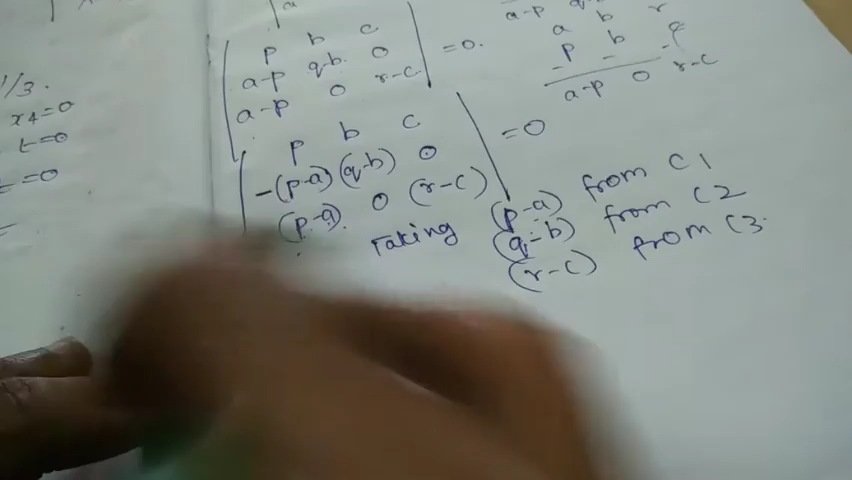 a
a-p
a b r
p b c =0.
- p - b - c
a-p q-b 0
a-p 0 r-c
a-p 0 r-c
1/3.
x4=0
t=0
=0
p b c =0
-(p-a) (q-b) 0
(p-a). 0 (r-c)
Taking (p-a) from C1
(q-b) from C2
(r-c) from C3.